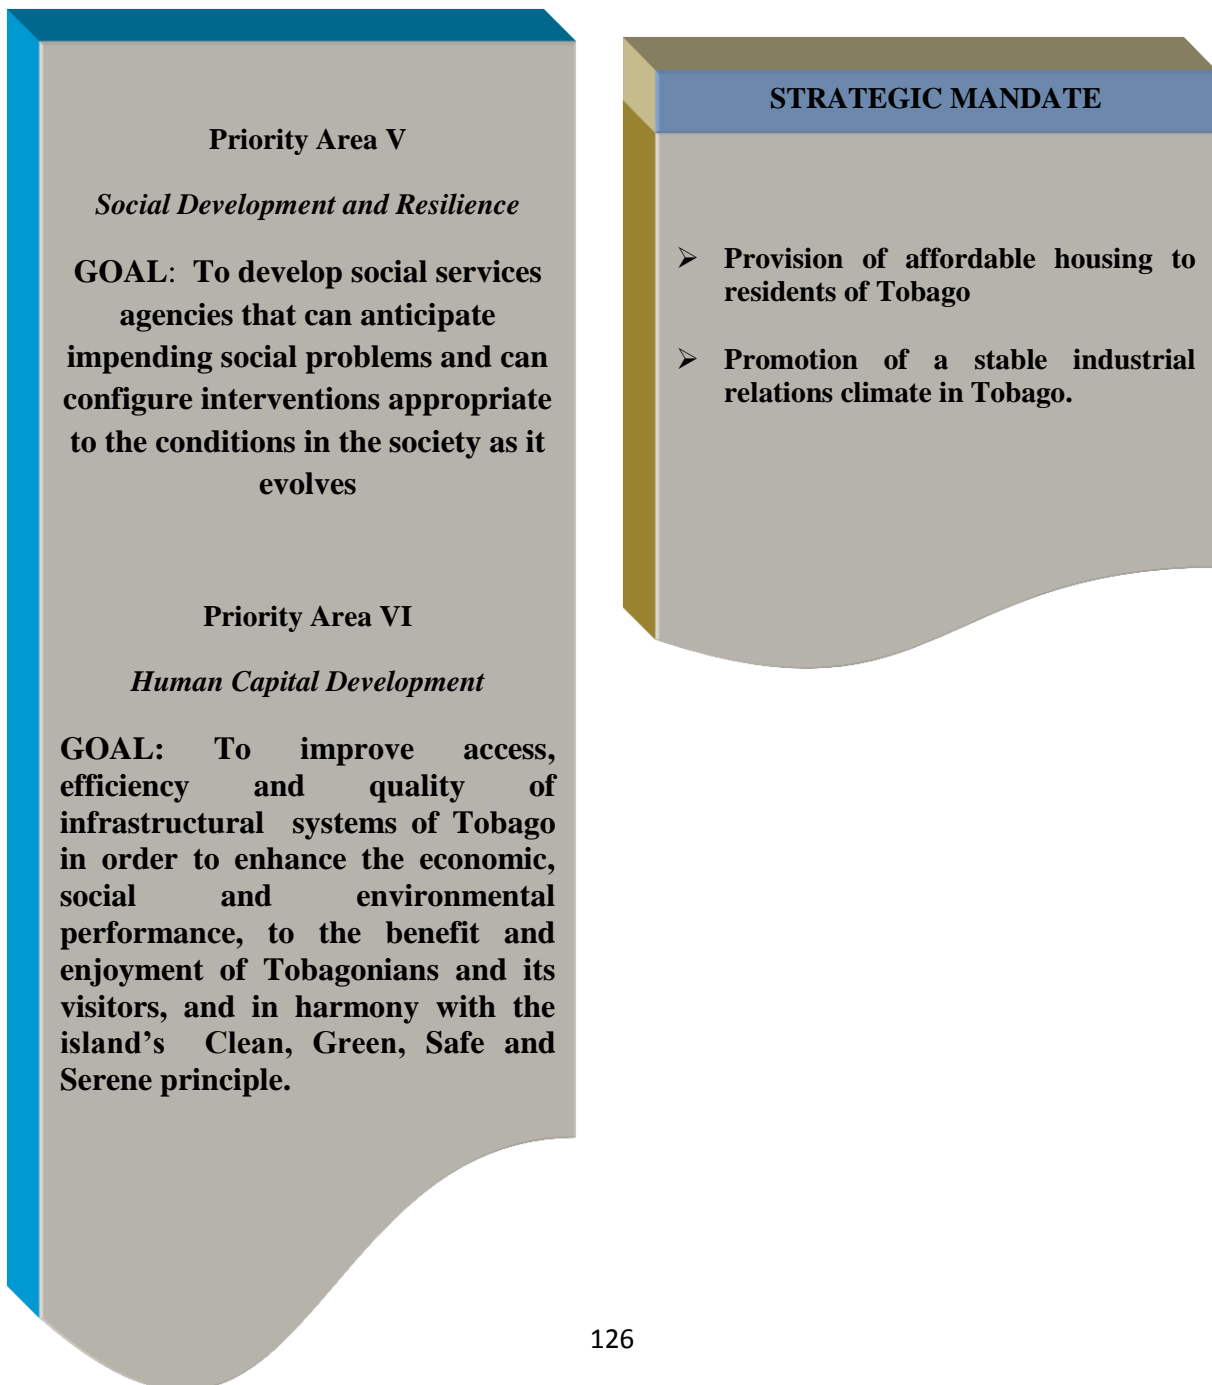 Priority Area V
Social Development and Resilience
GOAL: To develop social services
agencies that can anticipate
impending social problems and can
configure interventions appropriate
to the conditions in the society as it
evolves
Priority Area VI
Human Capital Development
GOAL: To improve access,
efficiency and quality of
infrastructural systems of Tobago
in order to enhance the economic,
social and environmental
performance, to the benefit and
enjoyment of Tobagonians and its
visitors, and in harmony with the
island’s Clean, Green, Safe and
Serene principle.
STRATEGIC MANDATE
➢ Provision of affordable housing to
residents of Tobago
➢ Promotion of a stable industrial
relations climate in Tobago.
126